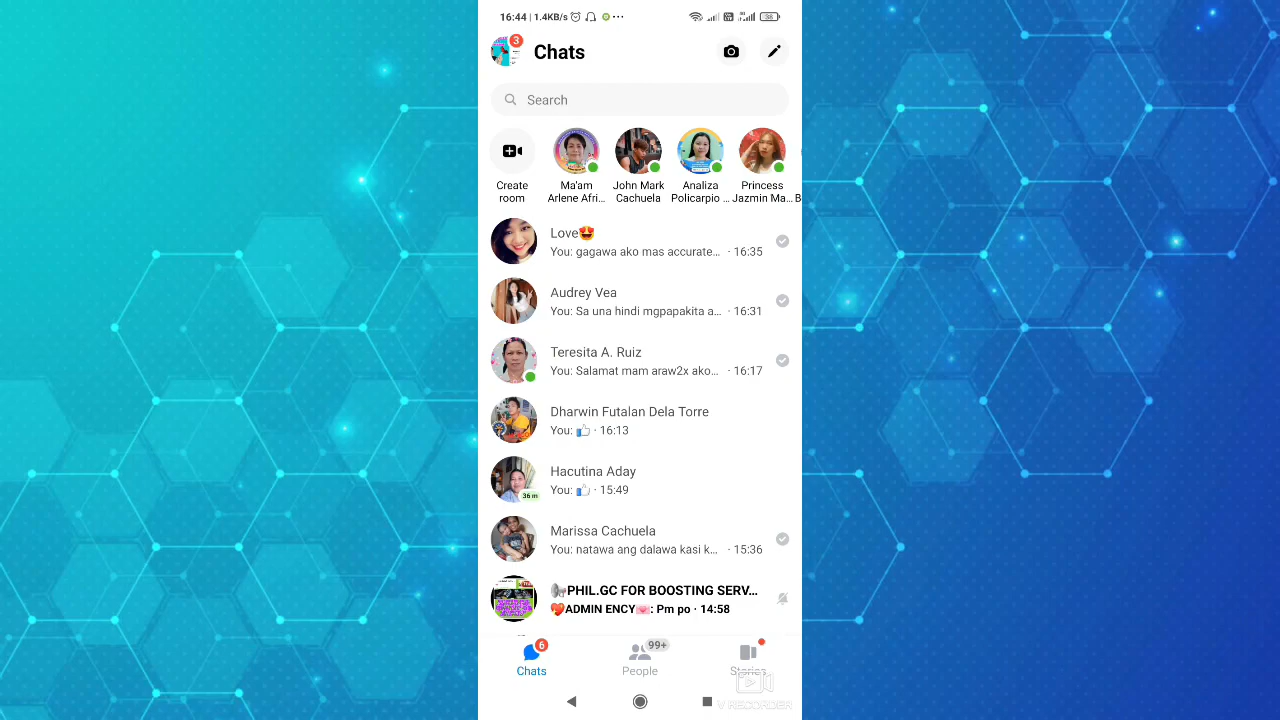 16:44 | 1.4KB/s
3
Chats
Search
Create room
Ma'am Arlene Afri...
John Mark Cachuela
Analiza Policarpio ...
Princess Jazmin Ma...
B
Love😍
You: gagawa ako mas accurate... · 16:35
Audrey Vea
You: Sa una hindi mgpapakita a... · 16:31
Teresita A. Ruiz
You: Salamat mam araw2x ako... · 16:17
Dharwin Futalan Dela Torre
You: 👍 · 16:13
Hacutina Aday
You: 👍 · 15:49
36 m
Marissa Cachuela
You: natawa ang dalawa kasi k... · 15:36
📢PHIL.GC FOR BOOSTING SERV...
💖ADMIN ENCY💌: Pm po · 14:58
6
99+
Chats
People
Stories
V RECORDER